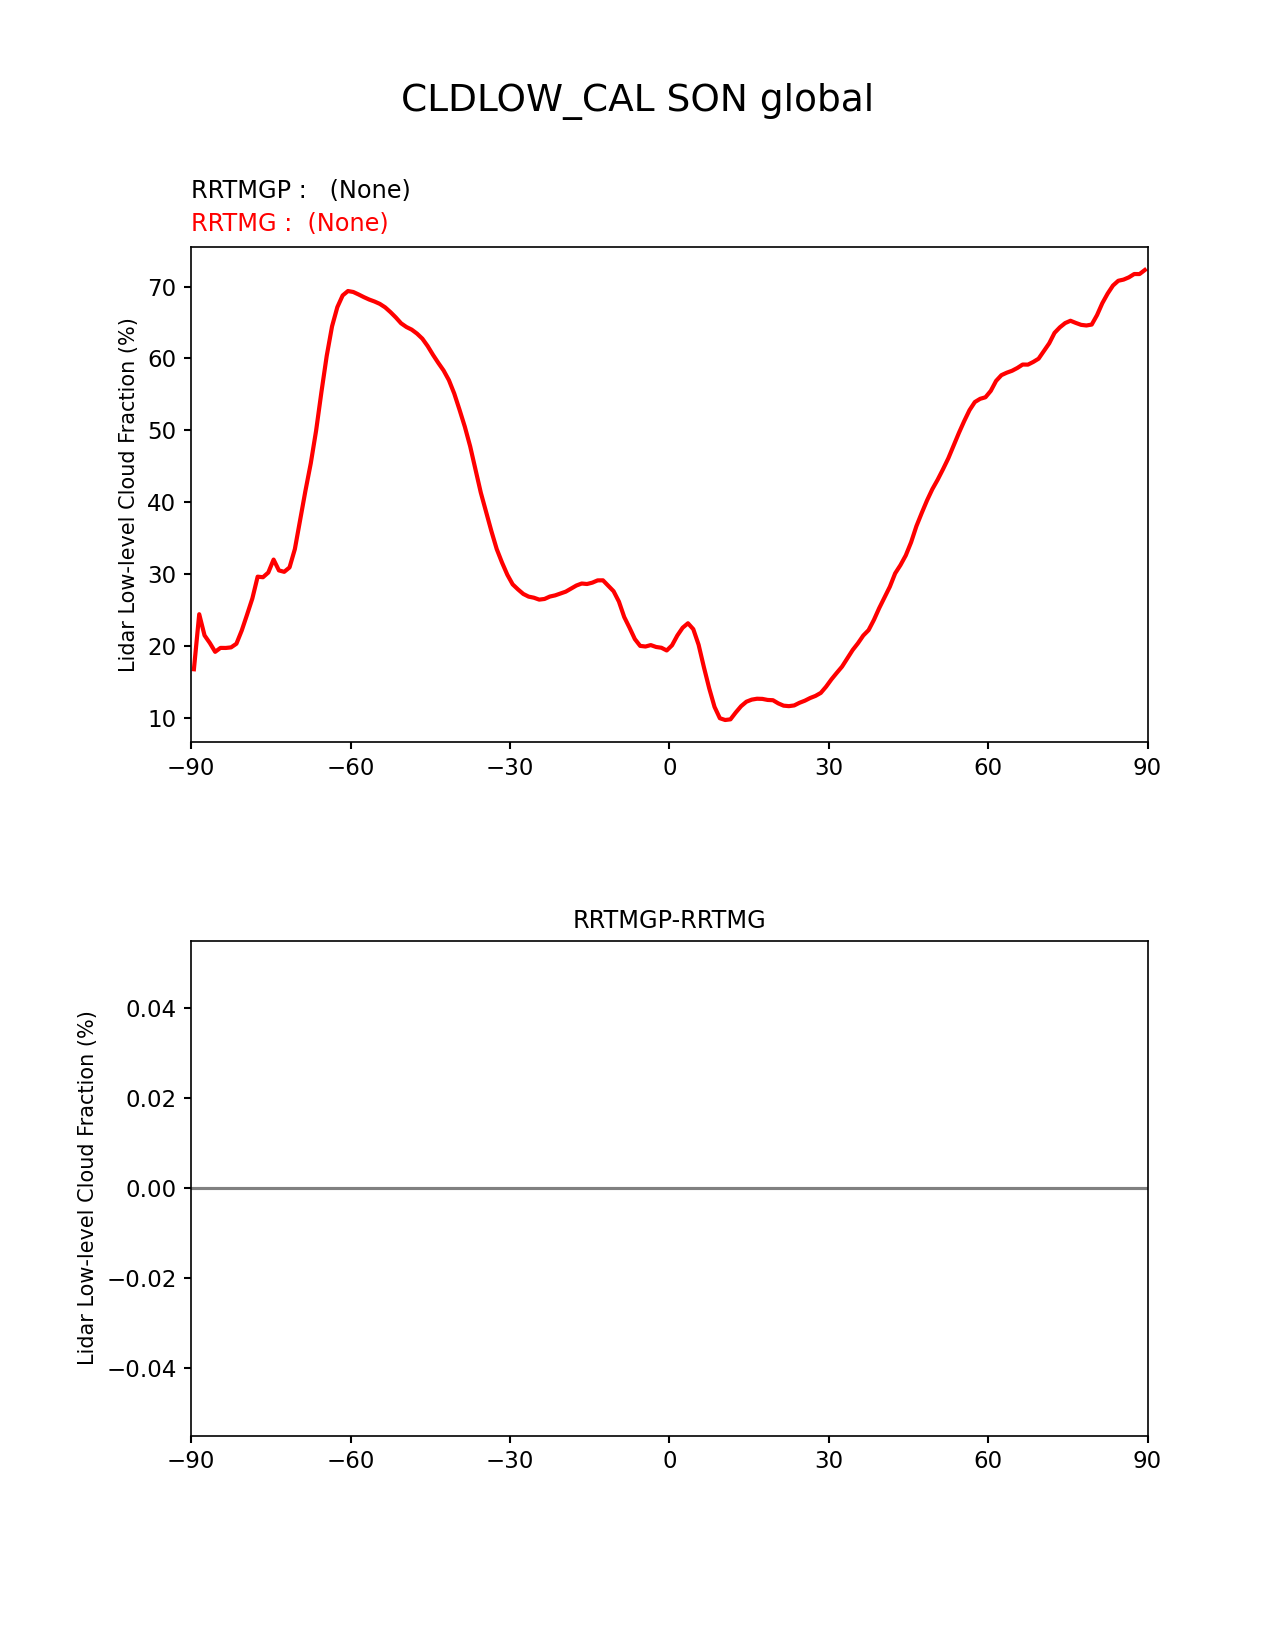 CLDLOW_CAL SON global
RRTMGP :   (None)
RRTMG :  (None)
Lidar Low-level Cloud Fraction (%)
70
60
50
40
30
20
10
−90 −60 −30 0 30 60 90
RRTMGP-RRTMG
Lidar Low-level Cloud Fraction (%)
0.04
0.02
0.00
−0.02
−0.04
−90 −60 −30 0 30 60 90